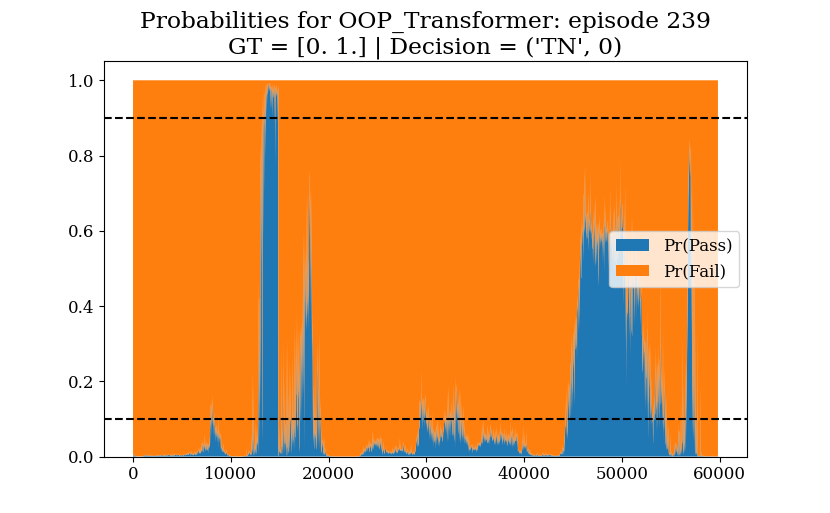 Probabilities for OOP_Transformer: episode 239
GT = [0. 1.] | Decision = ('TN', 0)
1.0
0.8
0.6
0.4
0.2
0.0
Pr(Pass)
Pr(Fail)
0 10000 20000 30000 40000 50000 60000